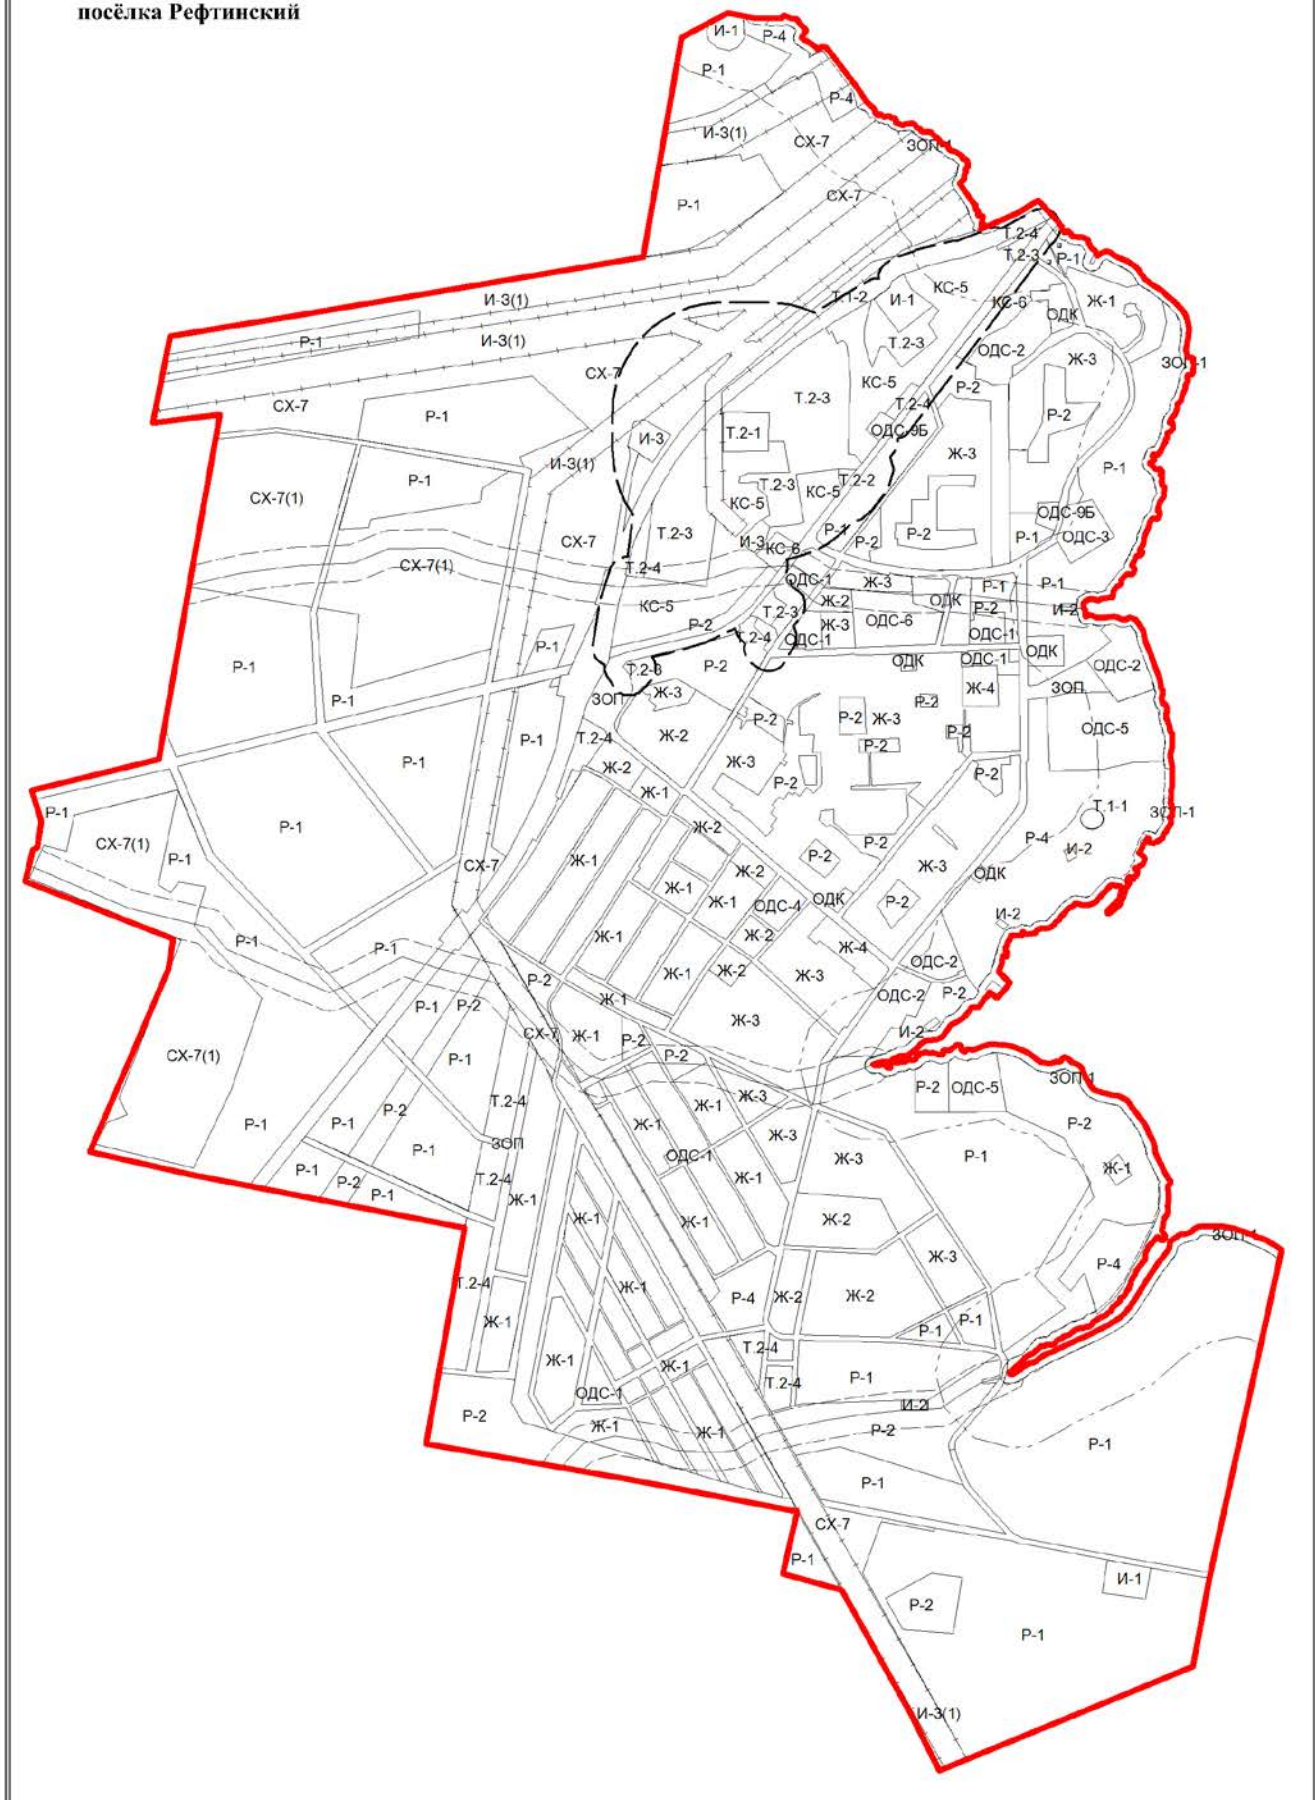 посёлка Рефтинский
И-1
Р-4
Р-1
Р-4
И-3(1)
СХ-7
СХ-7
Р-1
Т.2-4
Т.2-3
Р-1
КС-5
И-3(1)
Т.1-2
И-1
КС-6
Ж-1
ОДК
Р-1
И-3(1)
Т.2-3
ОДС-2
Ж-3
ЗОП-1
СХ-7
КС-5
Р-2
СХ-7
Р-1
Т.2-3
Т.2-4
Р-2
Т.2-1
ОДС-9Б
И-3
Ж-3
И-3(1)
Р-1
Р-1
Т.2-3
КС-5
Т.2-2
СХ-7(1)
КС-5
ОДС-9Б
Т.2-3
Р-1
Р-2
Р-1
ОДС-3
СХ-7
И-3
КС-6
Р-2
СХ-7(1)
Т.2-4
ОДС-1
Ж-3
Р-1
Р-1
КС-5
Ж-2
ОДК
Р-2
И-2
Т.2-3
Р-2
Ж-3
ОДС-6
ОДС-1
Т.2-4
ОДС-1
Р-1
ОДК
Р-1
Т.2-3
Р-2
ОДК
ОДС-1
ОДС-2
ЗОП
Ж-3
Ж-4
ЗОП
Р-1
Р-2
Р-2
Р-2
Ж-3
Р-1
Т.2-4
Ж-2
Р-2
Р-2
ОДС-5
Р-1
Ж-2
Ж-3
Р-2
Р-2
Ж-1
Р-1
Т.1-1
Р-1
Ж-2
Р-4
СХ-7(1)
Р-2
И-2
Р-1
СХ-7
Ж-1
Р-2
Ж-3
Ж-2
ОДК
Ж-1
Ж-1
ОДС-4
ОДК
Р-2
И-2
Р-1
Р-1
Ж-1
Ж-2
Ж-4
ОДС-2
Ж-1
Ж-2
Ж-3
Р-2
Ж-1
ОДС-2
Р-2
Р-1
Р-2
Ж-3
СХ-7
Ж-1
Р-2
И-2
СХ-7(1)
Р-1
Р-2
ЗОП-1
Р-2
ОДС-5
Т.2-4
Ж-1
Ж-3
Р-2
Р-1
Р-1
Р-2
Ж-1
Ж-3
ЗОП
Р-1
ОДС-1
Ж-3
Р-1
Р-1
Р-2
Р-1
Т.2-4
Ж-1
Ж-1
Ж-1
Ж-1
Ж-1
Ж-2
Ж-3
Р-4
Т.2-4
Ж-1
Р-4
Ж-2
Ж-2
Ж-1
Р-1
Р-1
Т.2-4
Ж-1
Ж-1
Т.2-4
Р-1
ОДС-1
И-2
Р-2
Ж-1
Ж-1
Р-2
Р-1
Р-1
СХ-7
Р-1
И-1
Р-2
Р-1
И-3(1)